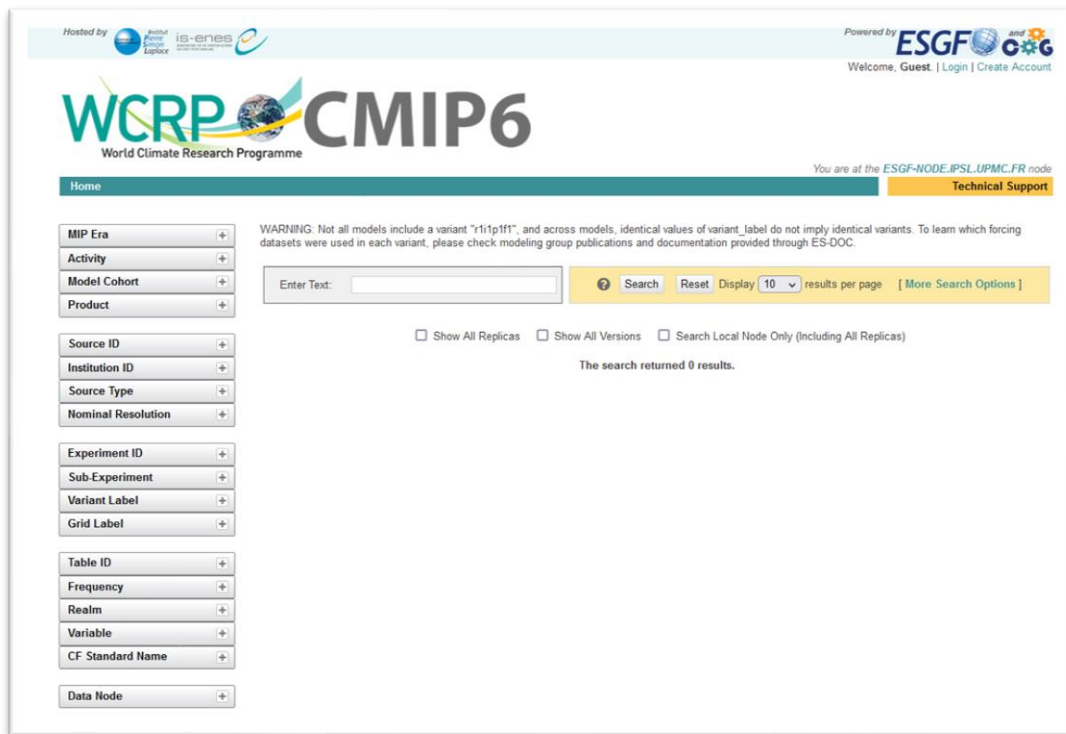 Hosted by
Institut
Pierre
Simon
Laplace
is-enes
Powered by
ESGF and CoG
Welcome, Guest. | Login | Create Account
WCRP CMIP6
World Climate Research Programme
You are at the ESGF-NODE.IPSL.UPMC.FR node
Home
Technical Support
MIP Era
Activity
Model Cohort
Product
Source ID
Institution ID
Source Type
Nominal Resolution
Experiment ID
Sub-Experiment
Variant Label
Grid Label
Table ID
Frequency
Realm
Variable
CF Standard Name
Data Node
WARNING: Not all models include a variant "r1i1p1f1", and across models, identical values of variant_label do not imply identical variants. To learn which forcing
datasets were used in each variant, please check modeling group publications and documentation provided through ES-DOC.
Enter Text:
Search Reset Display 10 results per page [ More Search Options ]
Show All Replicas Show All Versions Search Local Node Only (Including All Replicas)
The search returned 0 results.